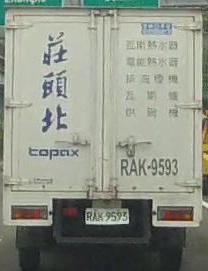 莊頭北
topax
瓦斯熱水器
電能熱水器
排油煙機
瓦斯爐
烘碗機
RAK-9593
RAK 9593